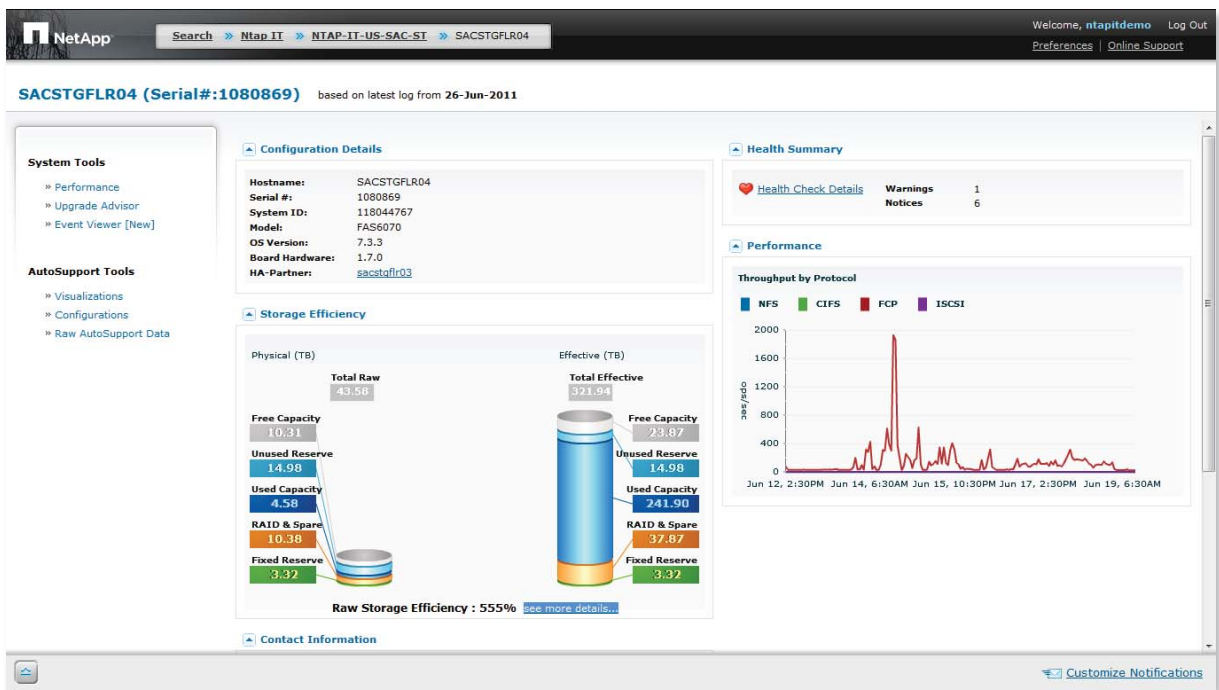 NetApp
Search » Ntap IT » NTAP-IT-US-SAC-ST » SACSTGFLR04
Welcome, ntapitdemo Log Out
Preferences | Online Support
SACSTGFLR04 (Serial#:1080869) based on latest log from 26-Jun-2011
System Tools
» Performance
» Upgrade Advisor
» Event Viewer [New]
AutoSupport Tools
» Visualizations
» Configurations
» Raw AutoSupport Data
Configuration Details
Hostname: SACSTGFLR04
Serial #: 1080869
System ID: 118044767
Model: FAS6070
OS Version: 7.3.3
Board Hardware: 1.7.0
HA-Partner: sacstgflr03
Storage Efficiency
Physical (TB)
Total Raw
43.58
Free Capacity
10.31
Unused Reserve
14.98
Used Capacity
4.58
RAID & Spare
10.38
Fixed Reserve
3.32
Effective (TB)
Total Effective
321.94
Free Capacity
23.87
Unused Reserve
14.98
Used Capacity
241.90
RAID & Spare
37.87
Fixed Reserve
3.32
Raw Storage Efficiency : 555% see more details...
Contact Information
Health Summary
Health Check Details
Warnings 1
Notices 6
Performance
Throughput by Protocol
NFS CIFS FCP ISCSI
ops/sec
2000
1600
1200
800
400
0
Jun 12, 2:30PM Jun 14, 6:30AM Jun 15, 10:30PM Jun 17, 2:30PM Jun 19, 6:30AM
Customize Notifications